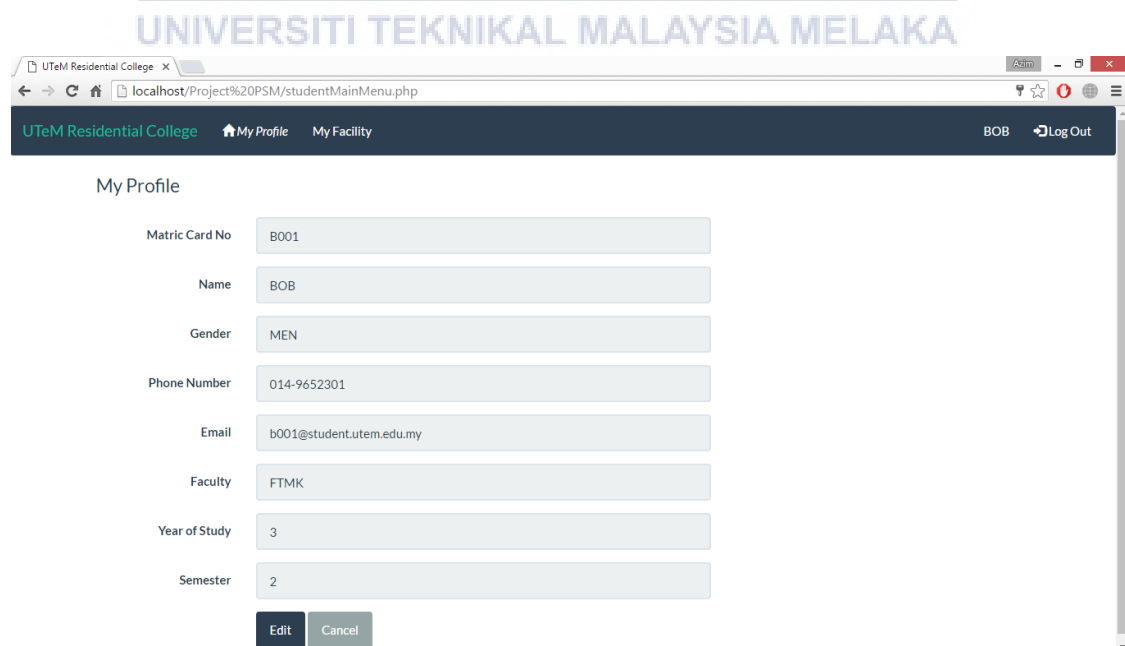 UNIVERSITI TEKNIKAL MALAYSIA MELAKA
UTeM Residential College
Azim
localhost/Project%20PSM/studentMainMenu.php
UTeM Residential College My Profile My Facility BOB Log Out
My Profile
Matric Card No B001
Name BOB
Gender MEN
Phone Number 014-9652301
Email b001@student.utem.edu.my
Faculty FTMK
Year of Study 3
Semester 2
Edit Cancel